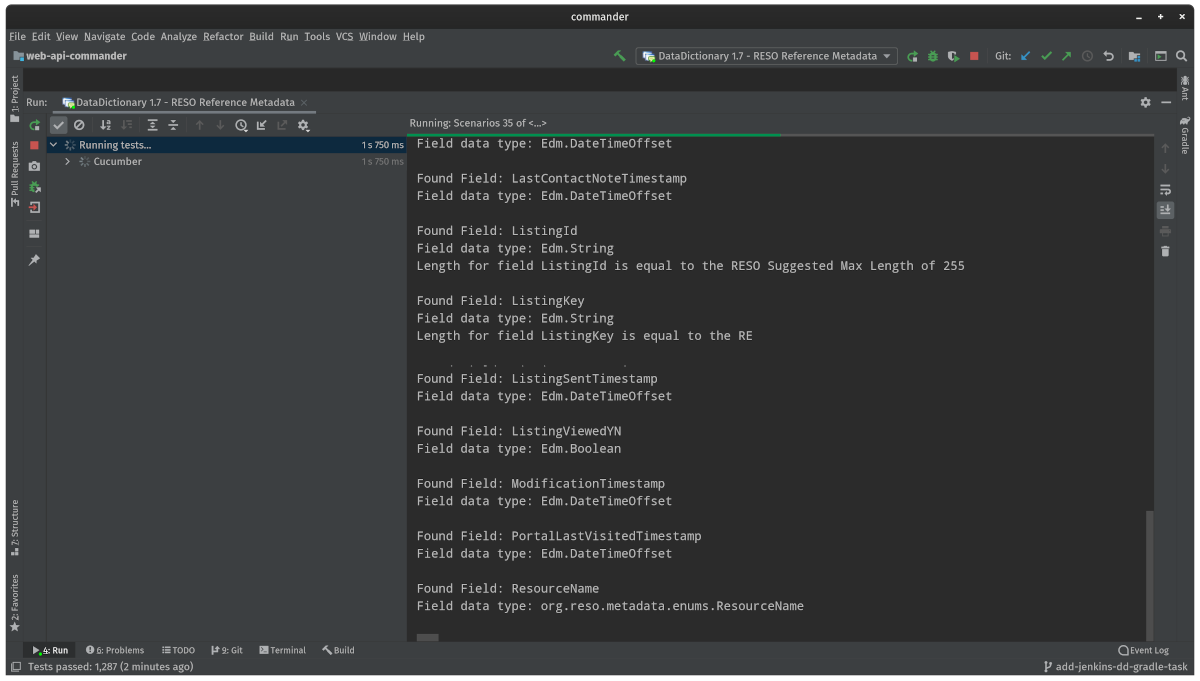 commander
File Edit View Navigate Code Analyze Refactor Build Run Tools VCS Window Help
web-api-commander
DataDictionary 1.7 - RESO Reference Metadata
Git:
1: Project
Pull Requests
7: Structure
2: Favorites
Ant
Gradle
Run:
DataDictionary 1.7 - RESO Reference Metadata
Running: Scenarios 35 of <...>
Running tests...
1 s 750 ms
Cucumber
1 s 750 ms
Field data type: Edm.DateTimeOffset
Found Field: LastContactNoteTimestamp
Field data type: Edm.DateTimeOffset
Found Field: ListingId
Field data type: Edm.String
Length for field ListingId is equal to the RESO Suggested Max Length of 255
Found Field: ListingKey
Field data type: Edm.String
Length for field ListingKey is equal to the RE
Found Field: ListingSentTimestamp
Field data type: Edm.DateTimeOffset
Found Field: ListingViewedYN
Field data type: Edm.Boolean
Found Field: ModificationTimestamp
Field data type: Edm.DateTimeOffset
Found Field: PortalLastVisitedTimestamp
Field data type: Edm.DateTimeOffset
Found Field: ResourceName
Field data type: org.reso.metadata.enums.ResourceName
4: Run
6: Problems
TODO
9: Git
Terminal
Build
Event Log
Tests passed: 1,287 (2 minutes ago)
add-jenkins-dd-gradle-task